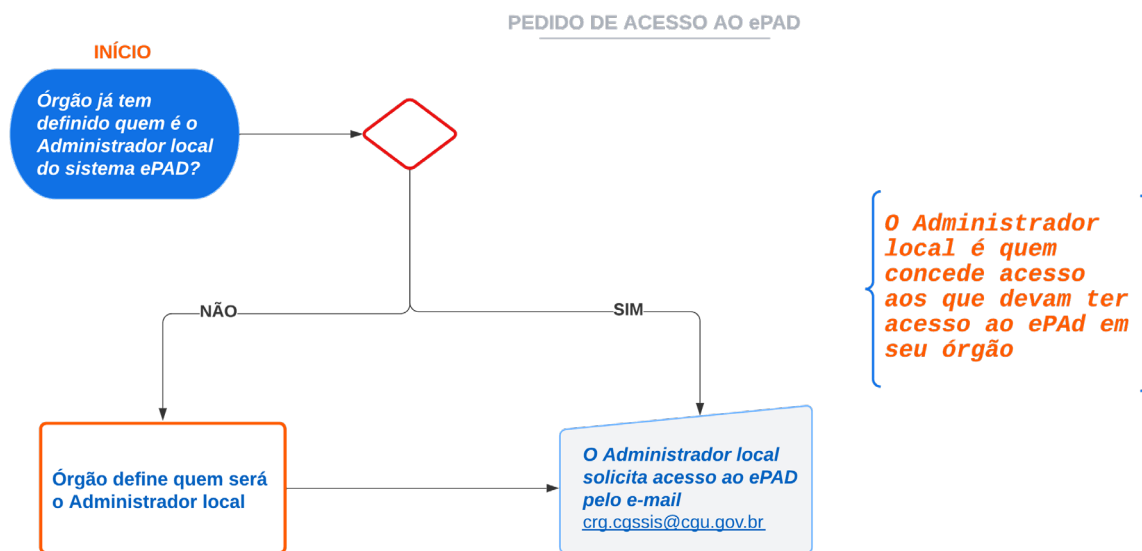 PEDIDO DE ACESSO AO ePAD
INÍCIO
Órgão já tem
definido quem é o
Administrador local
do sistema ePAD?
NÃO
SIM
O Administrador
local é quem
concede acesso
aos que devam ter
acesso ao ePAd em
seu órgão
Órgão define quem será
o Administrador local
O Administrador local
solicita acesso ao ePAD
pelo e-mail
crg.cgssis@cgu.gov.br